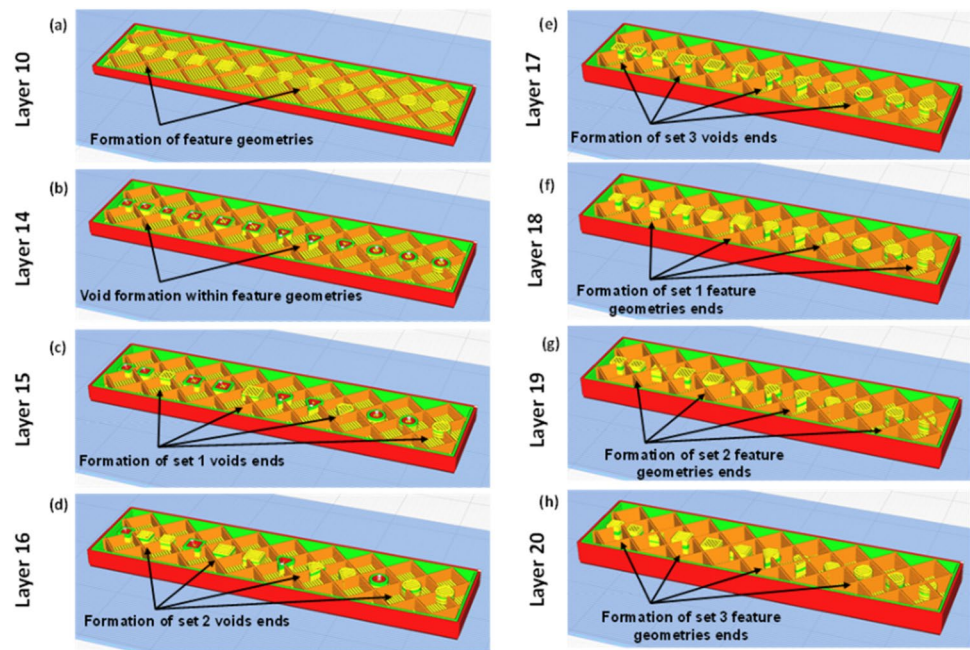 (a)
Layer 10
Formation of feature geometries
(b)
Layer 14
Void formation within feature geometries
(c)
Layer 15
Formation of set 1 voids ends
(d)
Layer 16
Formation of set 2 voids ends
(e)
Layer 17
Formation of set 3 voids ends
(f)
Layer 18
Formation of set 1 feature
geometries ends
(g)
Layer 19
Formation of set 2 feature
geometries ends
(h)
Layer 20
Formation of set 3 feature
geometries ends